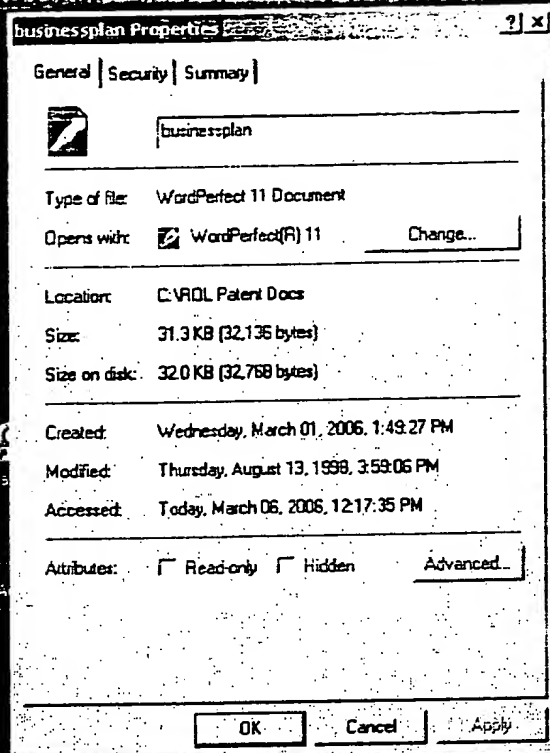 businessplan Properties ? ×
General Security Summary
businessplan
Type of file: WordPerfect 11 Document
Opens with: WordPerfect(R) 11 Change...
Location: C:\ROL Patent Docs
Size: 31.3 KB (32,136 bytes)
Size on disk: 32.0 KB (32,768 bytes)
Created: Wednesday, March 01, 2006, 1:49:27 PM
Modified: Thursday, August 13, 1998, 3:59:06 PM
Accessed: Today, March 06, 2006, 12:17:35 PM
Attributes: Read-only Hidden Advanced...
OK Cancel Apply